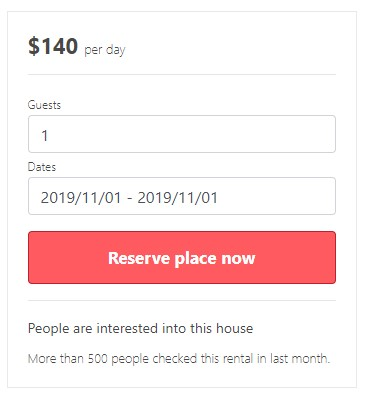 $140 per day
Guests
1
Dates
2019/11/01 - 2019/11/01
Reserve place now
People are interested into this house
More than 500 people checked this rental in last month.